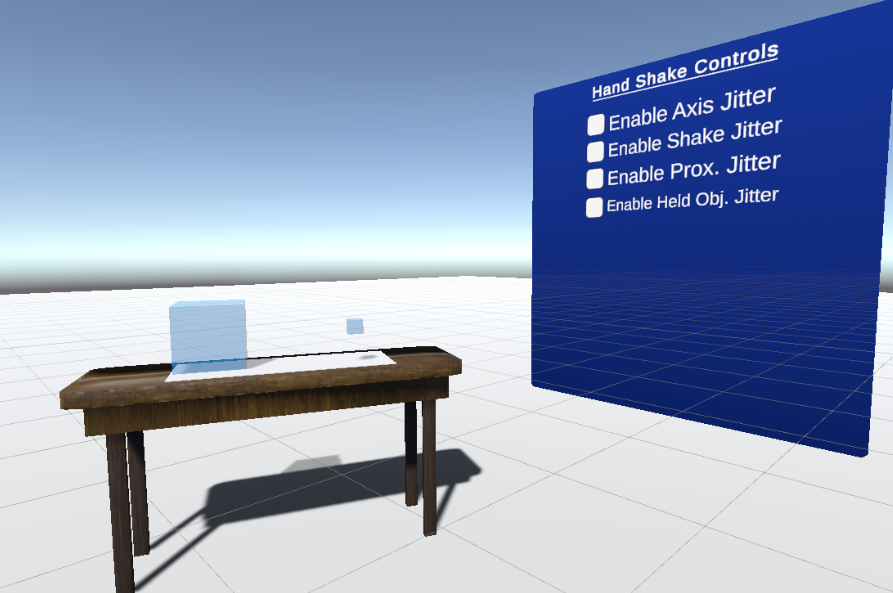 Hand Shake Controls
Enable Axis Jitter
Enable Shake Jitter
Enable Prox. Jitter
Enable Held Obj. Jitter